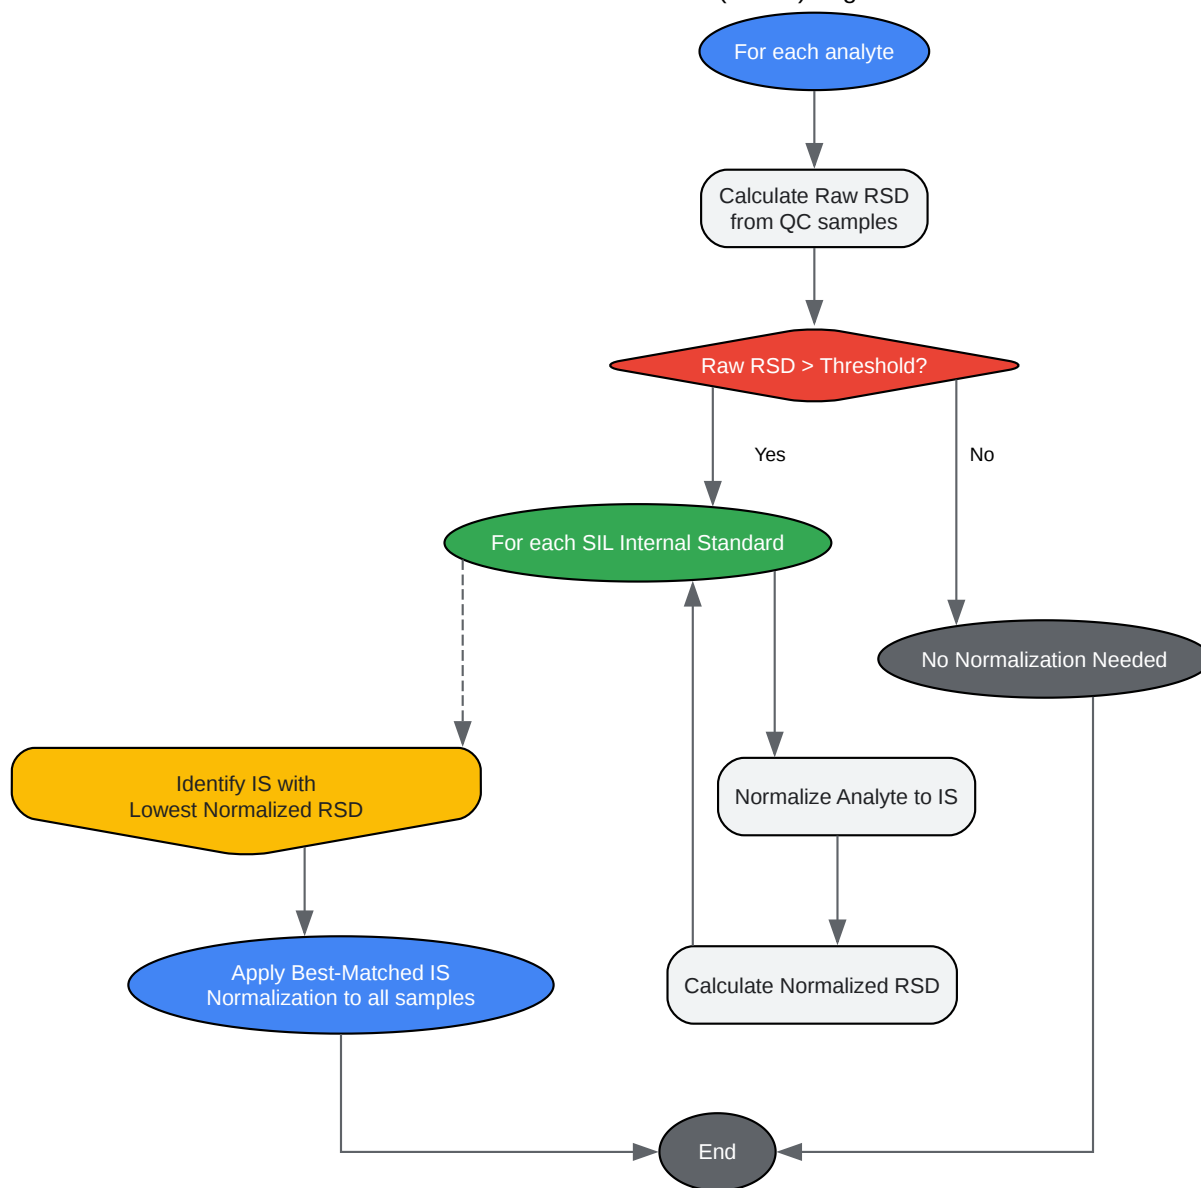 For each analyte
Calculate Raw RSD
from QC samples
Raw RSD > Threshold?
Yes
No
For each SIL Internal Standard
No Normalization Needed
Identify IS with
Lowest Normalized RSD
Normalize Analyte to IS
Apply Best-Matched IS
Normalization to all samples
Calculate Normalized RSD
End